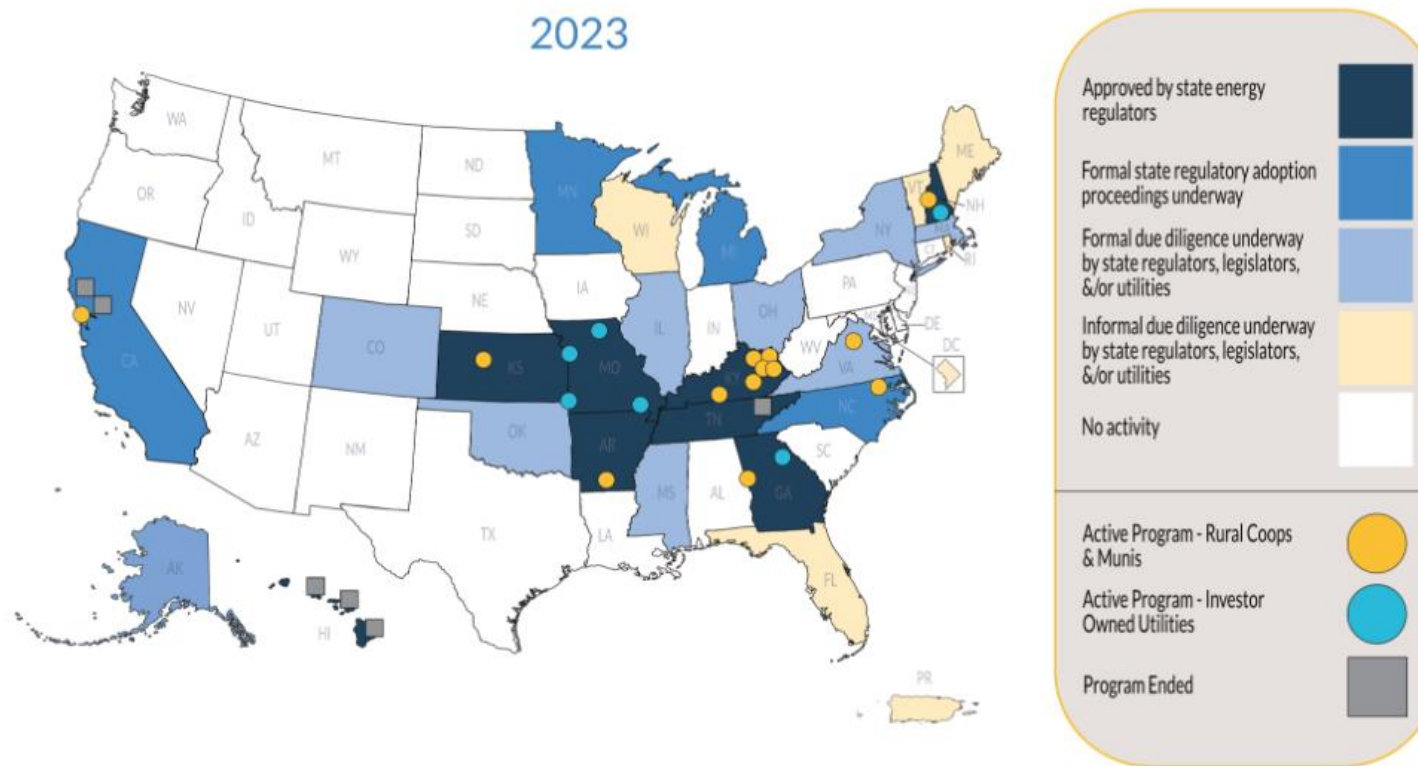 2023
WA
MT
ND
MN
ME
OR
ID
SD
WI
VT
NH
WY
MI
NY
MA
CT
RI
IA
NE
PA
NV
UT
CO
IL
IN
OH
DE
DC
CA
KS
MO
WV
VA
KY
NC
TN
AZ
NM
OK
AR
SC
MS
AL
GA
TX
LA
FL
AK
HI
PR
Approved by state energy
regulators
Formal state regulatory adoption
proceedings underway
Formal due diligence underway
by state regulators, legislators,
&/or utilities
Informal due diligence underway
by state regulators, legislators,
&/or utilities
No activity
Active Program - Rural Coops
& Munis
Active Program - Investor
Owned Utilities
Program Ended